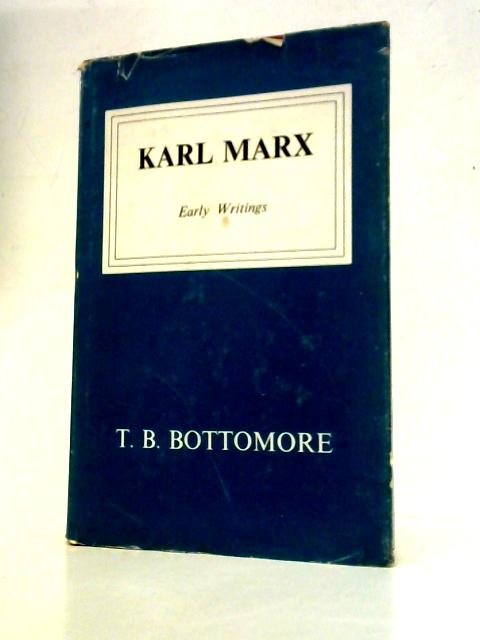 KARL MARX
Early Writings
T. B. BOTTOMORE